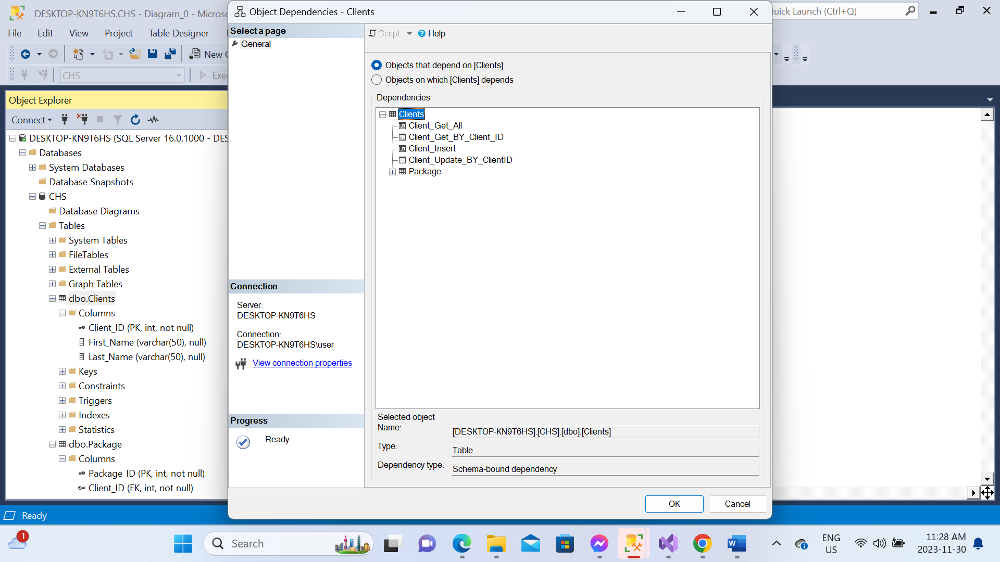 DESKTOP-KN9T6HS.CHS - Diagram_0 - Micros
Quick Launch (Ctrl+Q)
File Edit View Project Table Designer
New
CHS
Exec
Object Explorer
Connect
DESKTOP-KN9T6HS (SQL Server 16.0.1000 - DES
Databases
System Databases
Database Snapshots
CHS
Database Diagrams
Tables
System Tables
FileTables
External Tables
Graph Tables
dbo.Clients
Columns
Client_ID (PK, int, not null)
First_Name (varchar(50), null)
Last_Name (varchar(50), null)
Keys
Constraints
Triggers
Indexes
Statistics
dbo.Package
Columns
Package_ID (PK, int, not null)
Client_ID (FK, int, not null)
Ready
Object Dependencies - Clients
Select a page
General
Connection
Server:
DESKTOP-KN9T6HS
Connection:
DESKTOP-KN9T6HS\user
View connection properties
Progress
Ready
Script Help
Objects that depend on [Clients]
Objects on which [Clients] depends
Dependencies
Clients
Client_Get_All
Client_Get_BY_Client_ID
Client_Insert
Client_Update_BY_ClientID
Package
Selected object
Name:
[DESKTOP-KN9T6HS].[CHS].[dbo].[Clients]
Type:
Table
Dependency type:
Schema-bound dependency
OK Cancel
1
Search
ENG
US
11:28 AM
2023-11-30